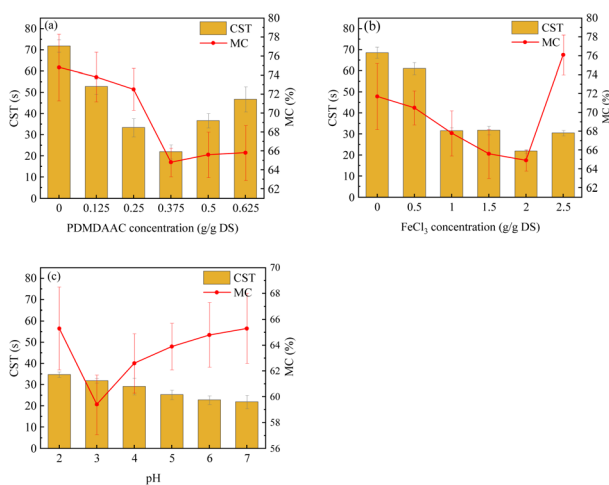 (a)
CST
MC
CST (s)
MC (%)
85
80
70
60
50
40
30
20
10
0
80
78
76
74
72
70
68
66
64
62
0 0.125 0.25 0.375 0.5 0.625
PDMDAAC concentration (g/g DS)
(b)
CST
MC
CST (s)
MC (%)
85
80
70
60
50
40
30
20
10
0
80
78
76
74
72
70
68
66
64
62
0 0.5 1 1.5 2 2.5
FeCl3 concentration (g/g DS)
(c)
CST
MC
CST (s)
MC (%)
85
80
70
60
50
40
30
20
10
0
70
68
66
64
62
60
58
56
2 3 4 5 6 7
pH